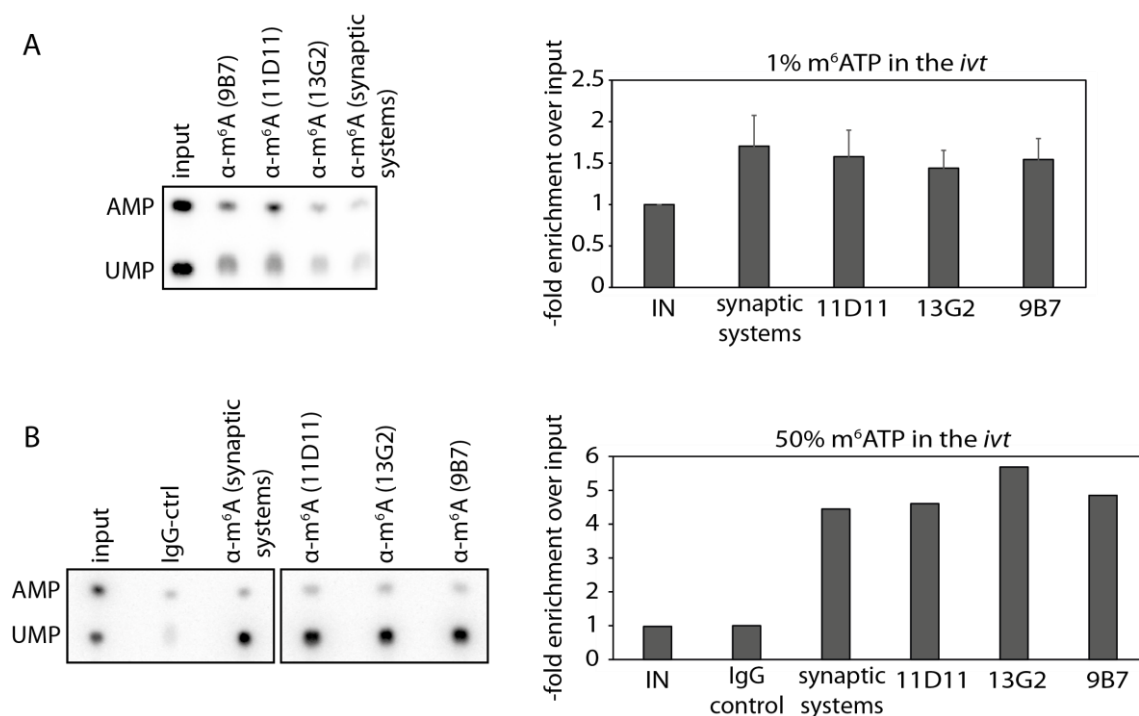 A
input
α-m⁶A (9B7)
α-m⁶A (11D11)
α-m⁶A (13G2)
α-m⁶A (synaptic
systems)
AMP
UMP
1% m⁶ATP in the ivt
-fold enrichment over input
2.5
2
1.5
1
0.5
0
IN
synaptic
systems
11D11
13G2
9B7
B
input
IgG-ctrl
α-m⁶A (synaptic
systems)
α-m⁶A (11D11)
α-m⁶A (13G2)
α-m⁶A (9B7)
AMP
UMP
50% m⁶ATP in the ivt
-fold enrichment over input
6
5
4
3
2
1
0
IN
IgG
control
synaptic
systems
11D11
13G2
9B7